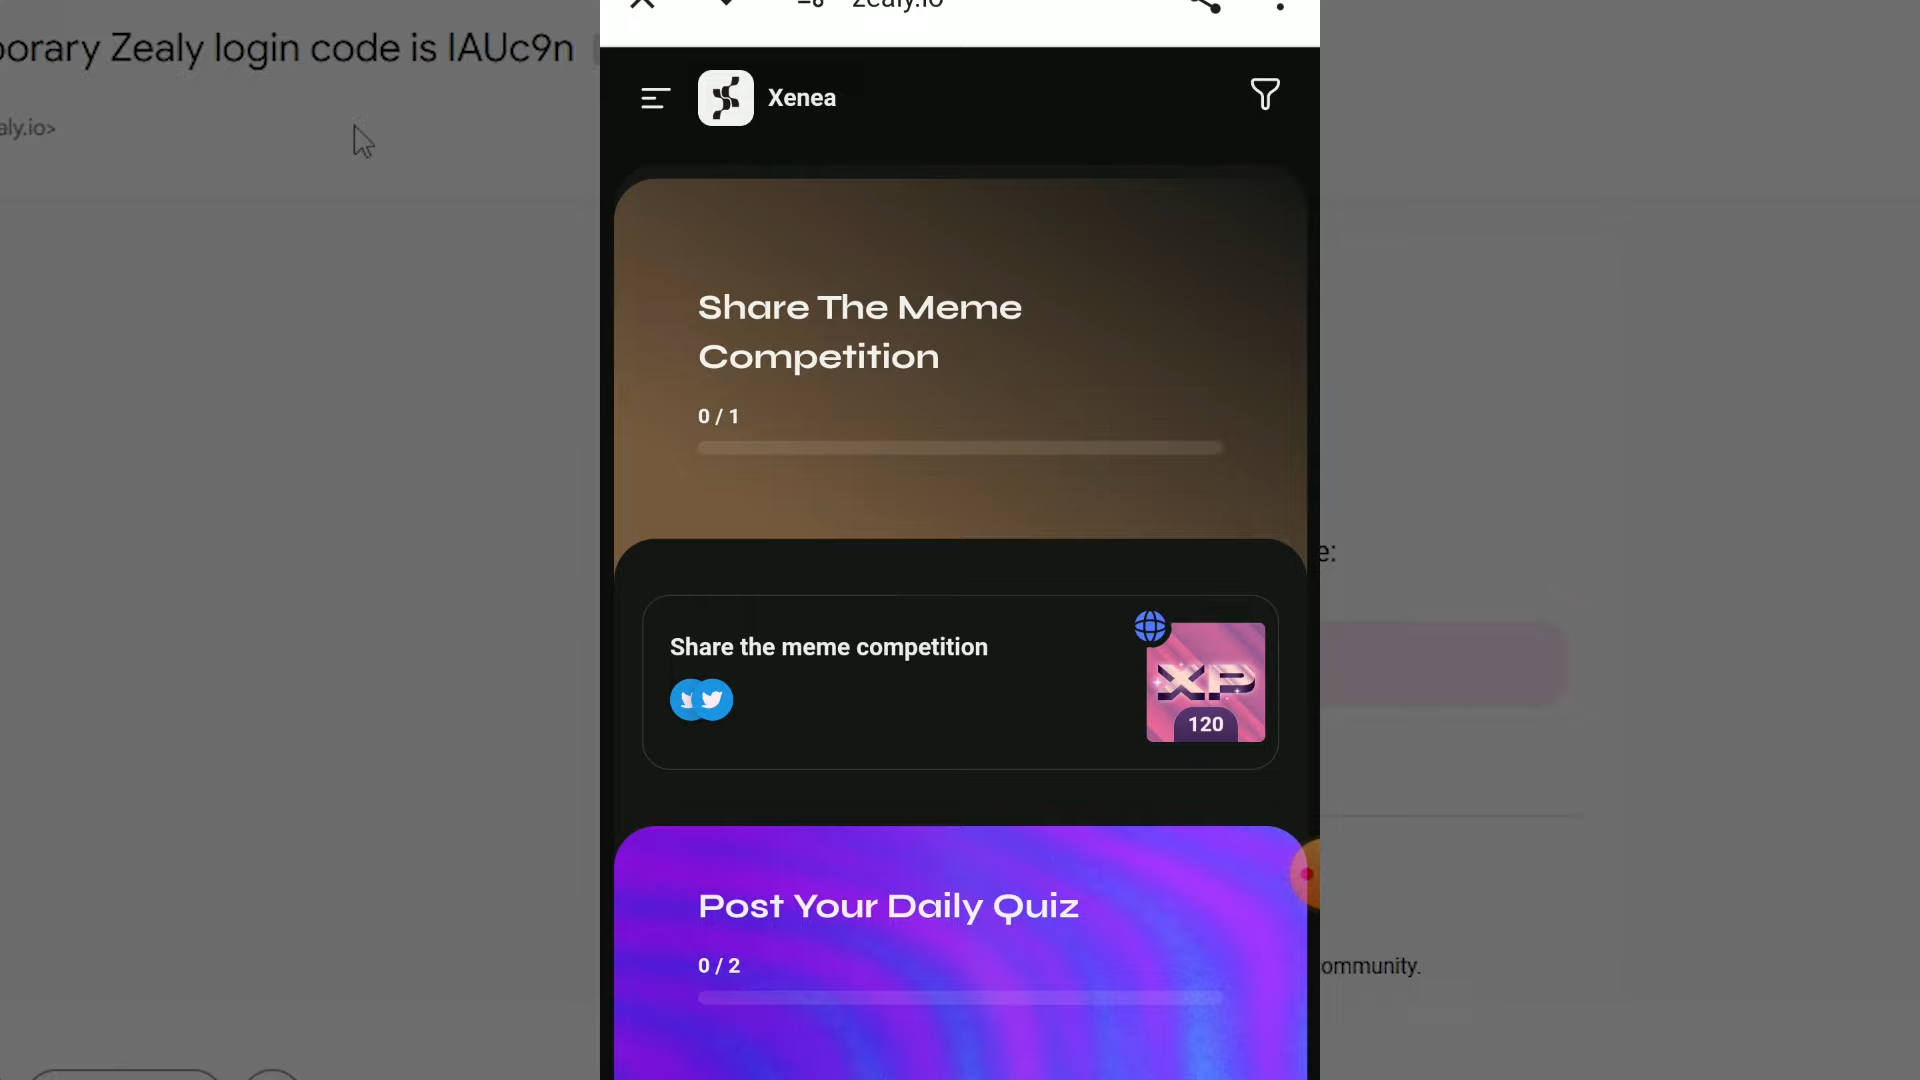 zealy.io
porary Zealy login code is IAUc9n
aly.io>
Xenea
Share The Meme
Competition
0 / 1
e:
Share the meme competition
XP
120
Post Your Daily Quiz
0 / 2
ommunity.